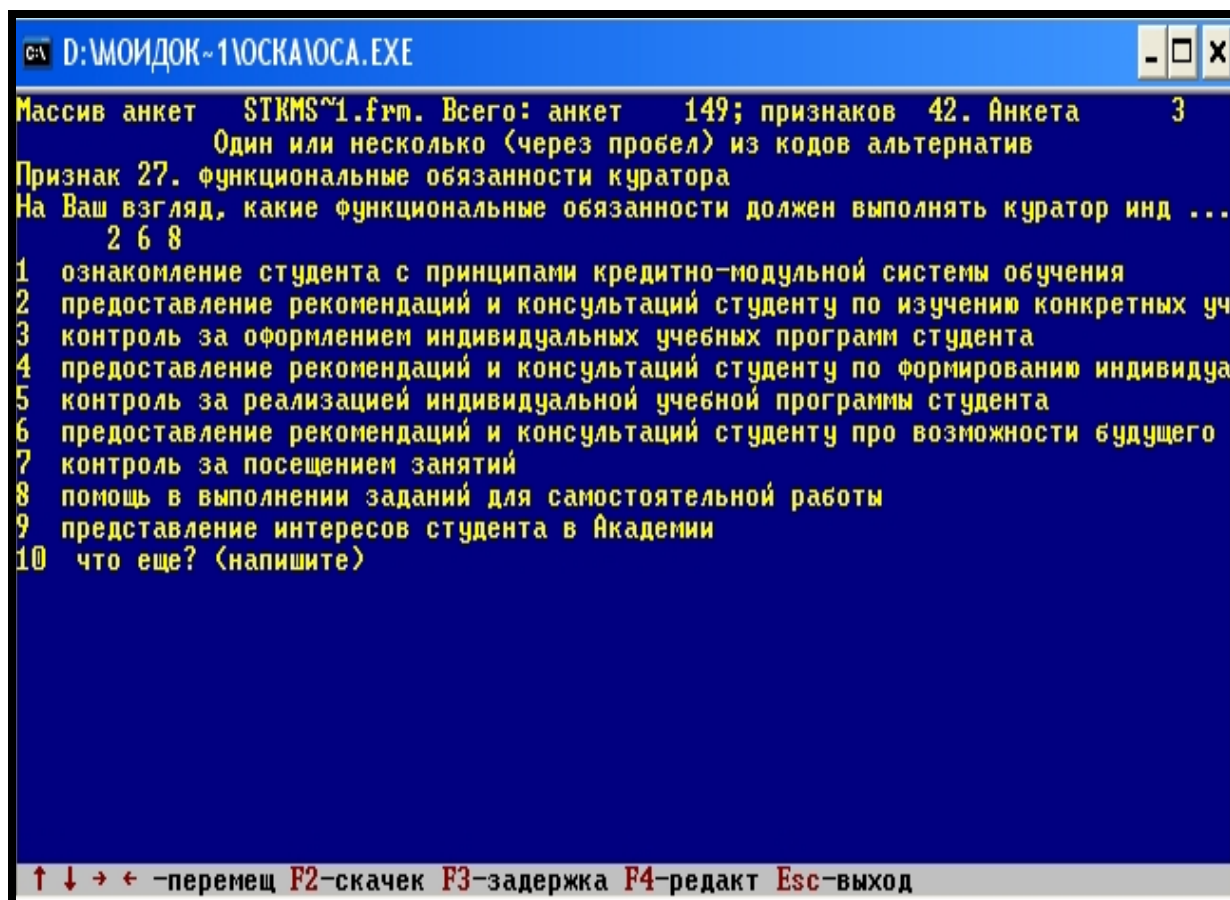 D:\МОИДОК~1\ОСКА\ОСА.EXE
Массив анкет STKMS~1.frm. Всего: анкет 149; признаков 42. Анкета 3
Один или несколько (через пробел) из кодов альтернатив
Признак 27. функциональные обязанности куратора
На Ваш взгляд, какие функциональные обязанности должен выполнять куратор инд ...
2 6 8
1 ознакомление студента с принципами кредитно-модульной системы обучения
2 предоставление рекомендаций и консультаций студенту по изучению конкретных уч
3 контроль за оформлением индивидуальных учебных программ студента
4 предоставление рекомендаций и консультаций студенту по формированию индивидуа
5 контроль за реализацией индивидуальной учебной программы студента
6 предоставление рекомендаций и консультаций студенту про возможности будущего
7 контроль за посещением занятий
8 помощь в выполнении заданий для самостоятельной работы
9 представление интересов студента в Академии
10 что еще? (напишите)
↑ ↓ → ← -перемещ F2-скачек F3-задержка F4-редакт Esc-выход